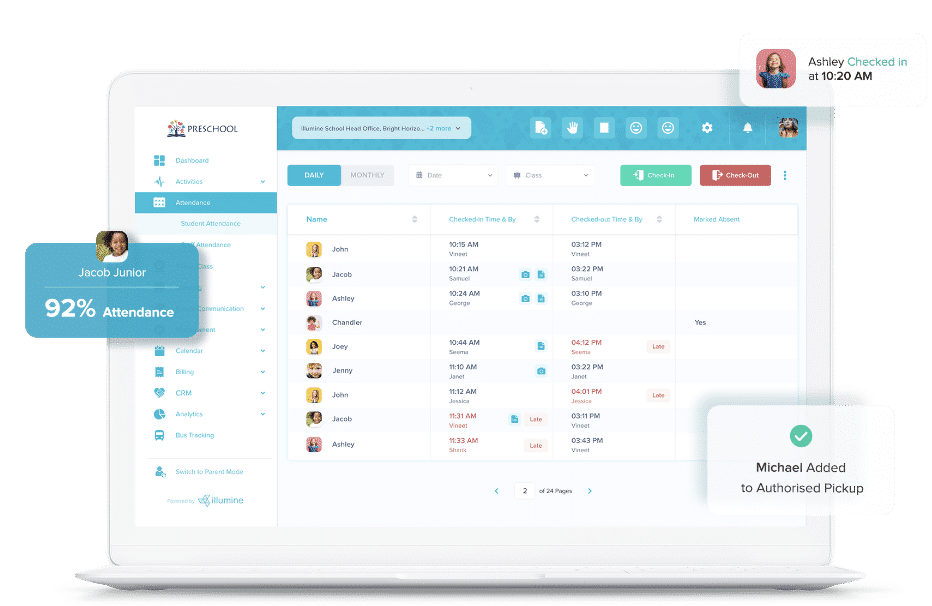 Ashley Checked in
at 10:20 AM
PRESCHOOL
Illumine School Head Office, Bright Horizo... +2 more
Dashboard
Activities
Attendance
Student Attendance
Attendance
Communication
Calendar
Billing
CRM
Analytics
Bus Tracking
Switch to Parent Mode
Powered by illumine
Jacob Junior
92% Attendance
DAILY
MONTHLY
Date
Class
Check-In
Check-Out
Name
Checked-in Time & By
Checked-out Time & By
Marked Absent
John
10:15 AM
Vineet
03:12 PM
Vineet
Jacob
10:21 AM
Samuel
03:22 PM
Samuel
Ashley
10:24 AM
George
03:10 PM
George
Chandler
Yes
Joey
10:44 AM
Seema
04:12 PM
Seema
Late
Jenny
11:10 AM
Janet
03:22 PM
Janet
John
11:12 AM
Jessica
04:01 PM
Jessica
Late
Jacob
11:31 AM
Vineet
Late
03:11 PM
Vineet
Ashley
11:33 AM
Late
03:43 PM
Vineet
2 of 24 Pages
Michael Added
to Authorised Pickup